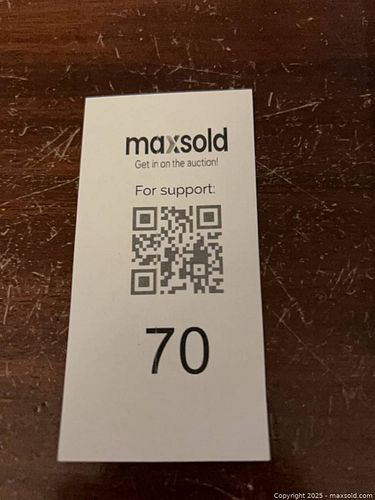 maxsold
Get in on the auction!
For support:
70
Copyright 2025 - maxsold.com